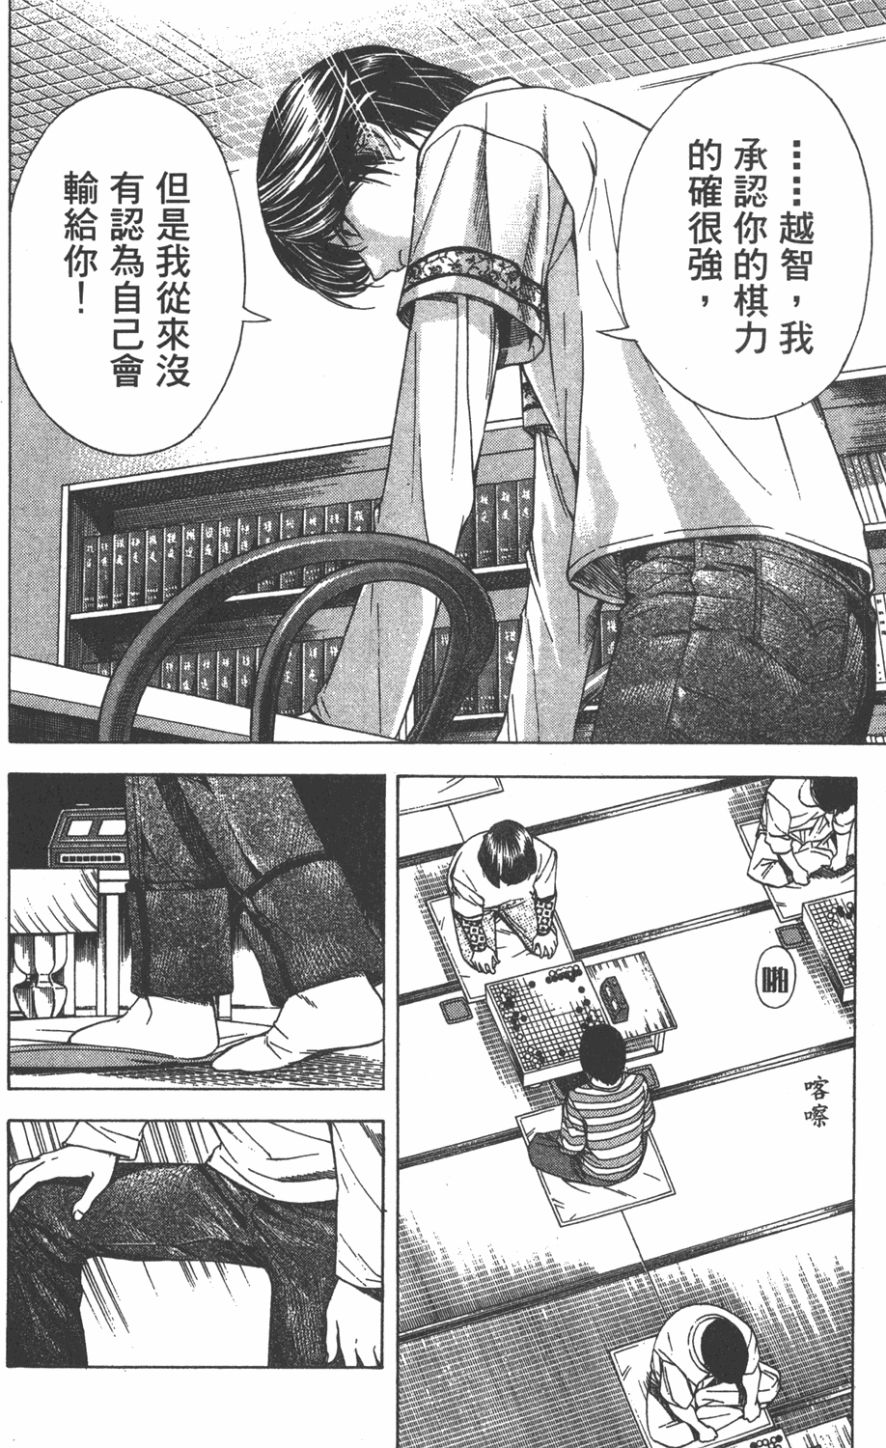 ……越智，我
承認你的棋力
的確很強，
但是我從來沒
有認為自己會
輸給你！
啪
喀嚓